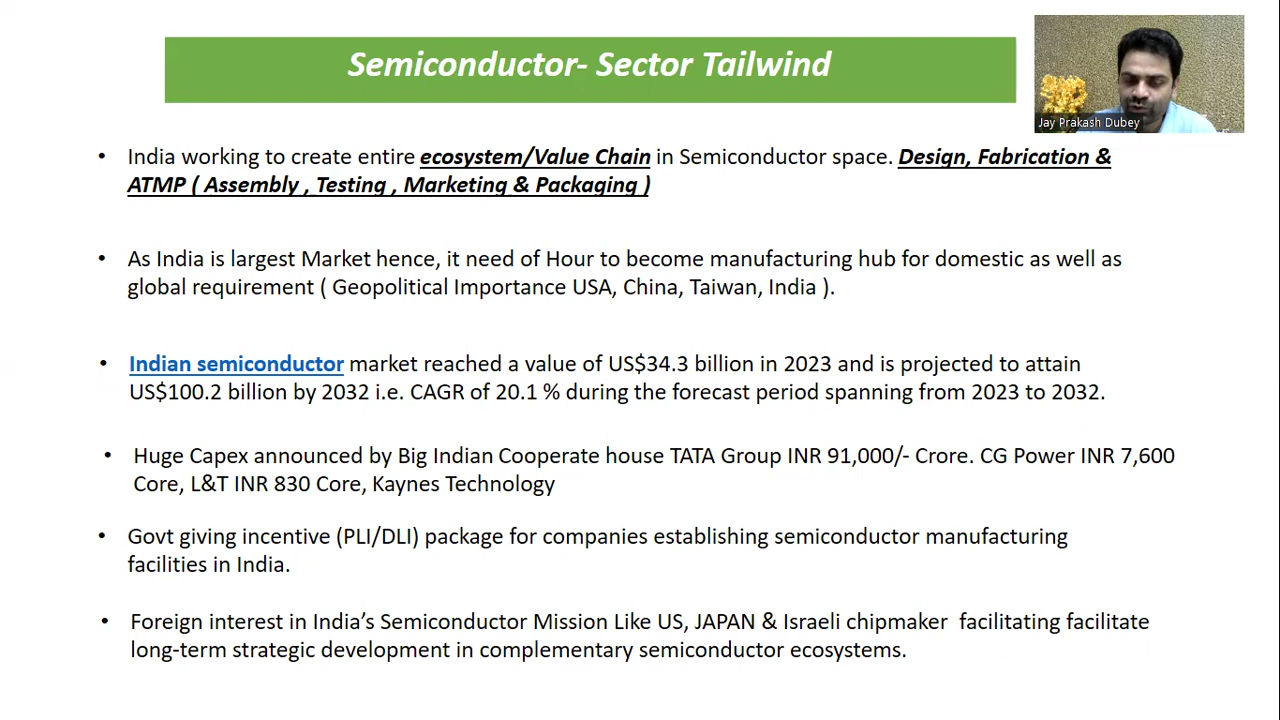 Semiconductor- Sector Tailwind
Jay Prakash Dubey
• India working to create entire ecosystem/Value Chain in Semiconductor space. Design, Fabrication &
ATMP ( Assembly , Testing , Marketing & Packaging )
• As India is largest Market hence, it need of Hour to become manufacturing hub for domestic as well as
global requirement ( Geopolitical Importance USA, China, Taiwan, India ).
• Indian semiconductor market reached a value of US$34.3 billion in 2023 and is projected to attain
US$100.2 billion by 2032 i.e. CAGR of 20.1 % during the forecast period spanning from 2023 to 2032.
• Huge Capex announced by Big Indian Cooperate house TATA Group INR 91,000/- Crore. CG Power INR 7,600
Core, L&T INR 830 Core, Kaynes Technology
• Govt giving incentive (PLI/DLI) package for companies establishing semiconductor manufacturing
facilities in India.
• Foreign interest in India’s Semiconductor Mission Like US, JAPAN & Israeli chipmaker facilitating facilitate
long-term strategic development in complementary semiconductor ecosystems.